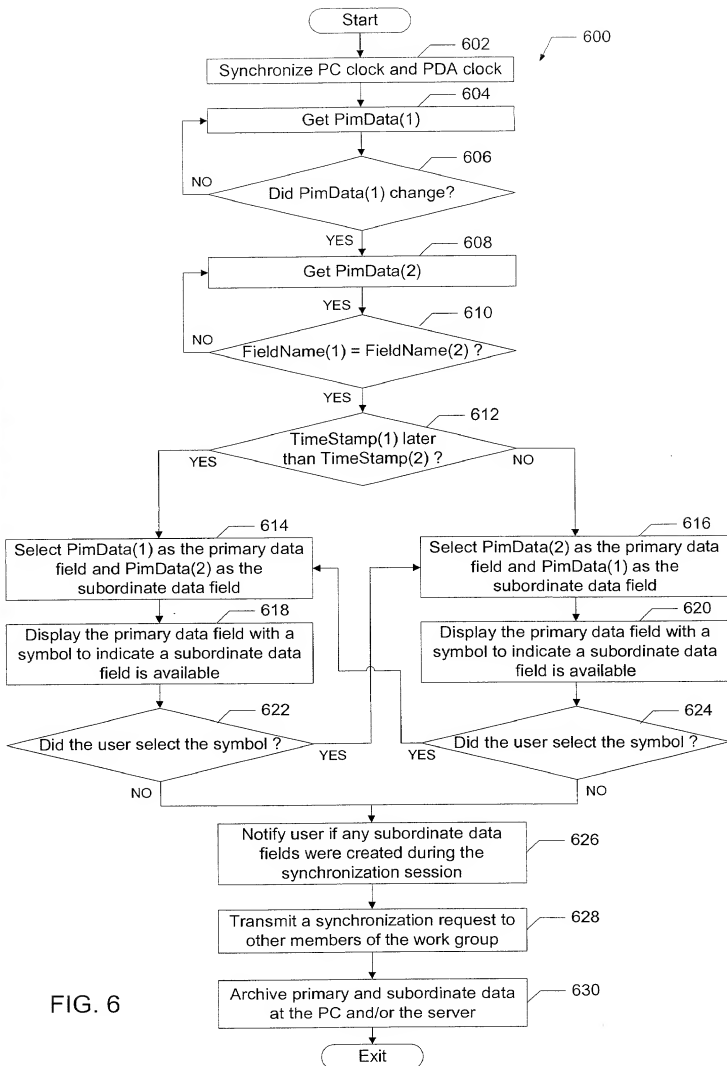 Start
602
600
Synchronize PC clock and PDA clock
604
Get PimData(1)
606
NO
Did PimData(1) change?
YES
608
Get PimData(2)
YES
610
NO
FieldName(1) = FieldName(2) ?
YES
612
TimeStamp(1) later
than TimeStamp(2) ?
YES
NO
614
Select PimData(1) as the primary data
field and PimData(2) as the
subordinate data field
616
Select PimData(2) as the primary data
field and PimData(1) as the
subordinate data field
618
Display the primary data field with a
symbol to indicate a subordinate data
field is available
620
Display the primary data field with a
symbol to indicate a subordinate data
field is available
622
Did the user select the symbol ?
YES
624
Did the user select the symbol ?
YES
NO
NO
Notify user if any subordinate data
fields were created during the
synchronization session
626
Transmit a synchronization request to
other members of the work group
628
Archive primary and subordinate data
at the PC and/or the server
630
FIG. 6
Exit